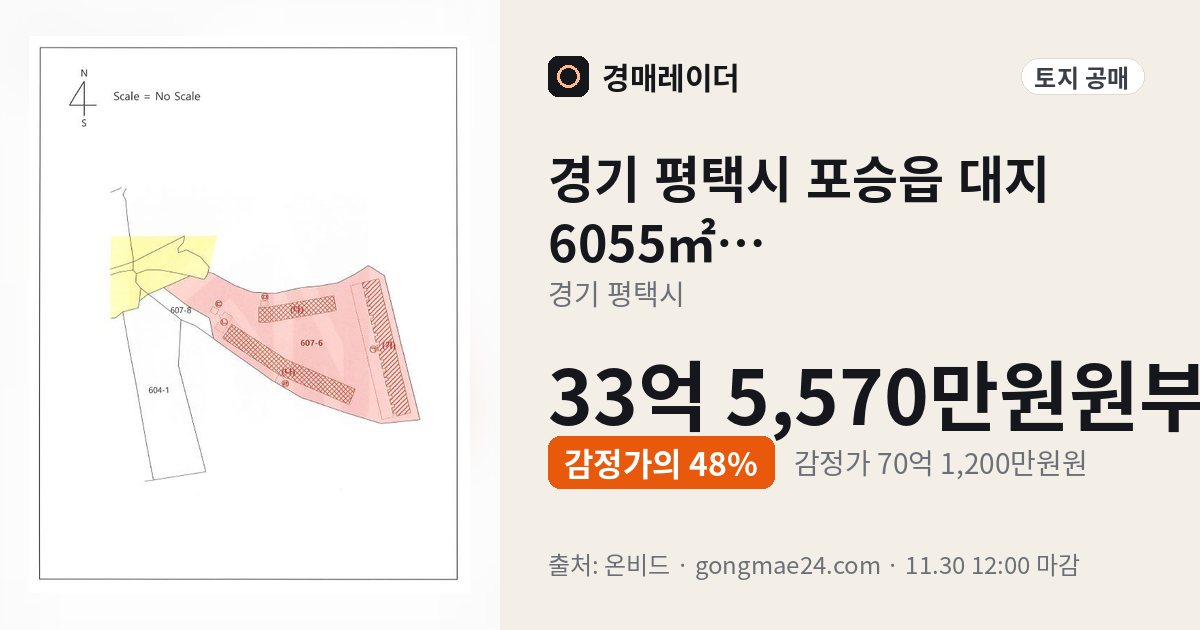 N
Scale = No Scale
S
607-8
607-6
604-1
(다)
(가)
(나)
경매레이더
토지 공매
경기 평택시 포승읍 대지
6055㎡…
경기 평택시
33억 5,570만원원부
감정가의 48%
감정가 70억 1,200만원원
출처: 온비드 · gongmae24.com · 11.30 12:00 마감